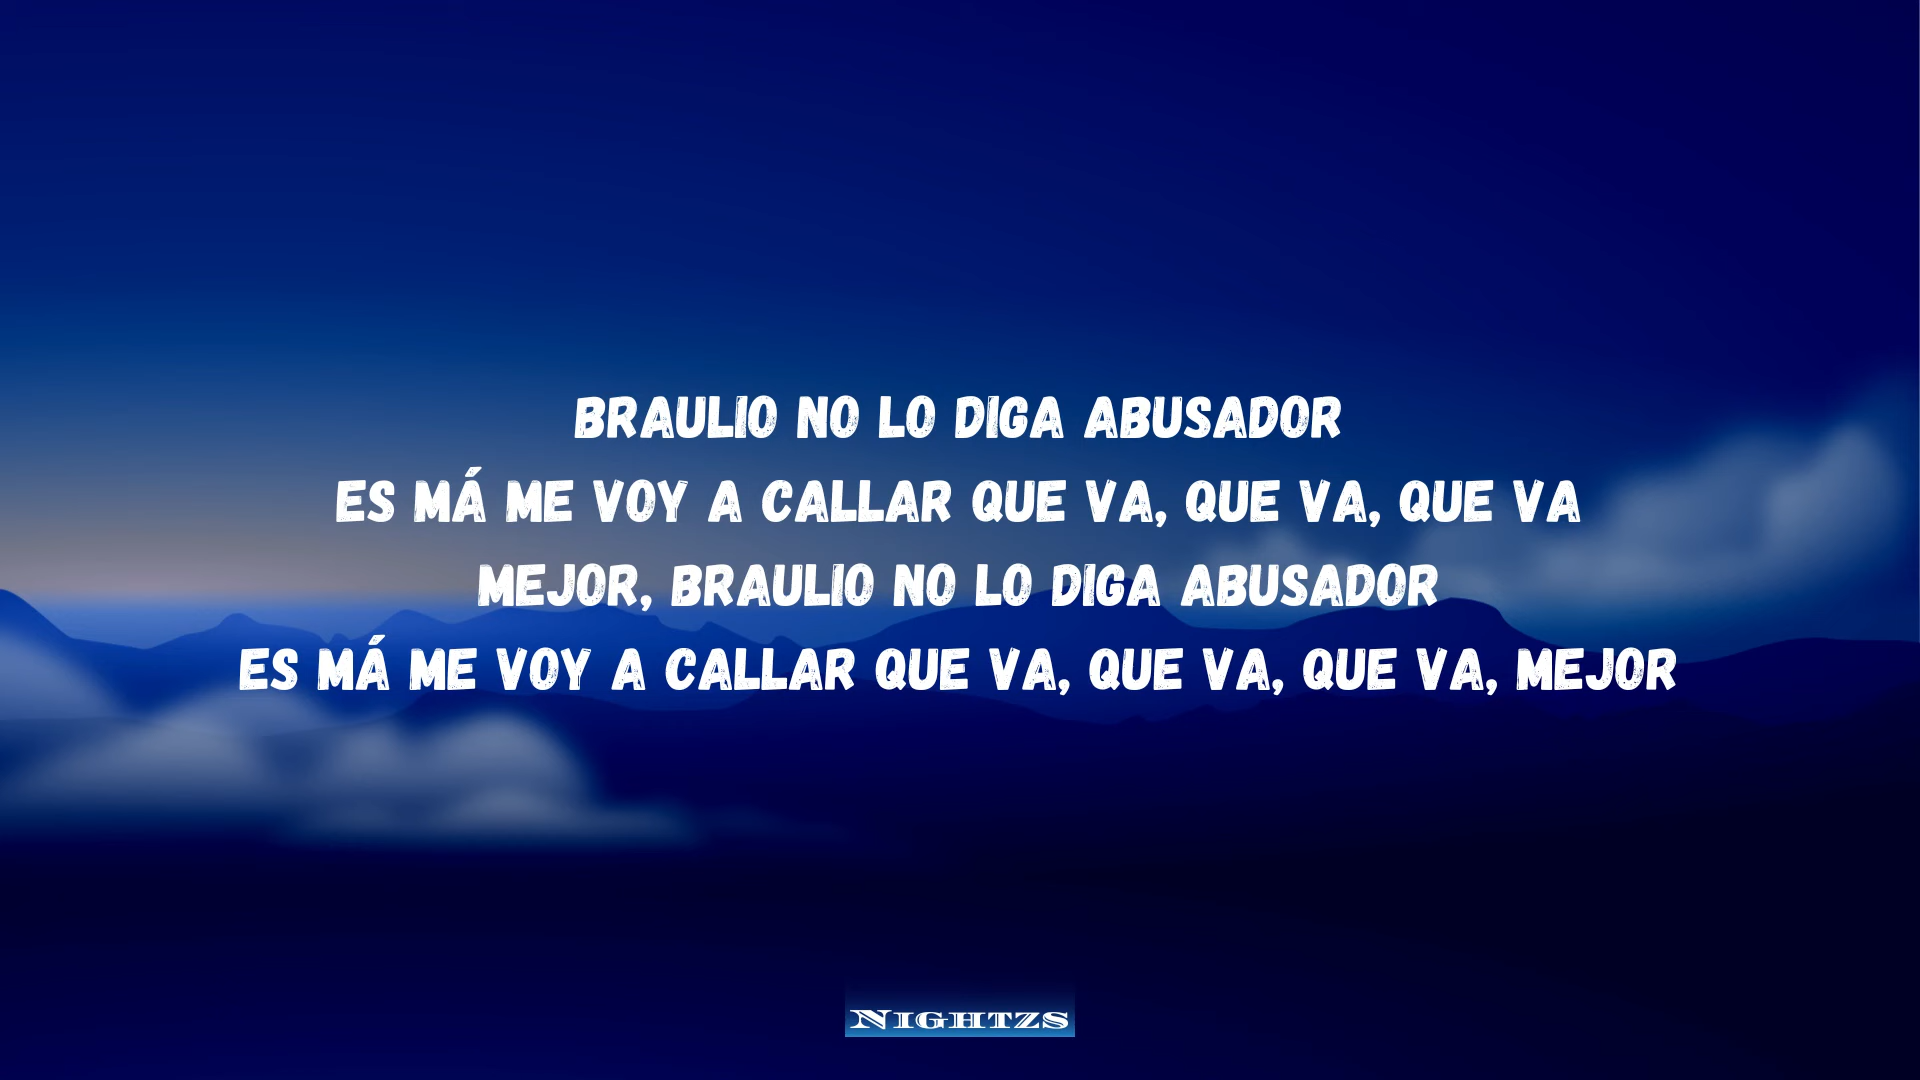 BRAULIO NO LO DIGA ABUSADOR
ES MÁ ME VOY A CALLAR QUE VA, QUE VA, QUE VA
MEJOR, BRAULIO NO LO DIGA ABUSADOR
ES MÁ ME VOY A CALLAR QUE VA, QUE VA, QUE VA, MEJOR
NIGHTZS